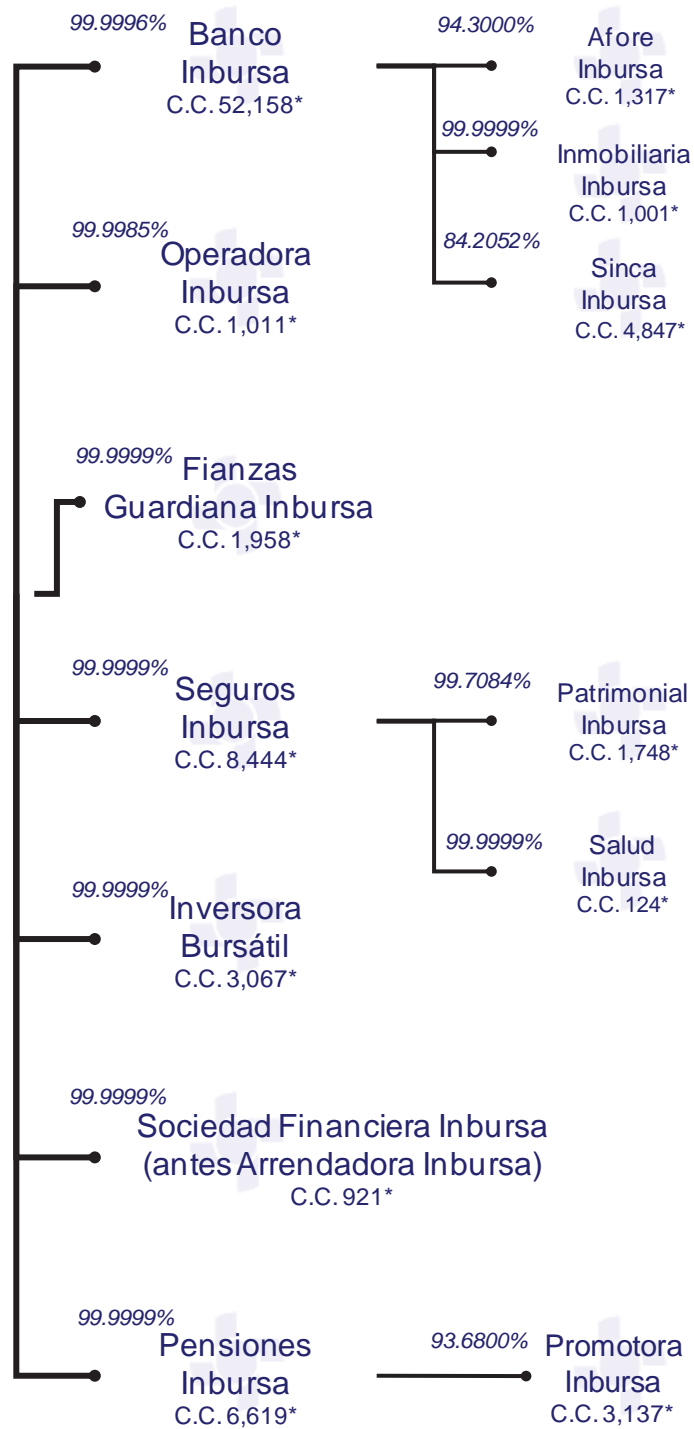 99.9996%
Banco
Inbursa
C.C. 52,158*
94.3000%
Afore
Inbursa
C.C. 1,317*
99.9999%
Inmobiliaria
Inbursa
C.C. 1,001*
84.2052%
Sinca
Inbursa
C.C. 4,847*
99.9985%
Operadora
Inbursa
C.C. 1,011*
99.9999%
Fianzas
Guardiana Inbursa
C.C. 1,958*
99.9999%
Seguros
Inbursa
C.C. 8,444*
99.7084%
Patrimonial
Inbursa
C.C. 1,748*
99.9999%
Salud
Inbursa
C.C. 124*
99.9999%
Inversora
Bursátil
C.C. 3,067*
99.9999%
Sociedad Financiera Inbursa
(antes Arrendadora Inbursa)
C.C. 921*
99.9999%
Pensiones
Inbursa
C.C. 6,619*
93.6800%
Promotora
Inbursa
C.C. 3,137*